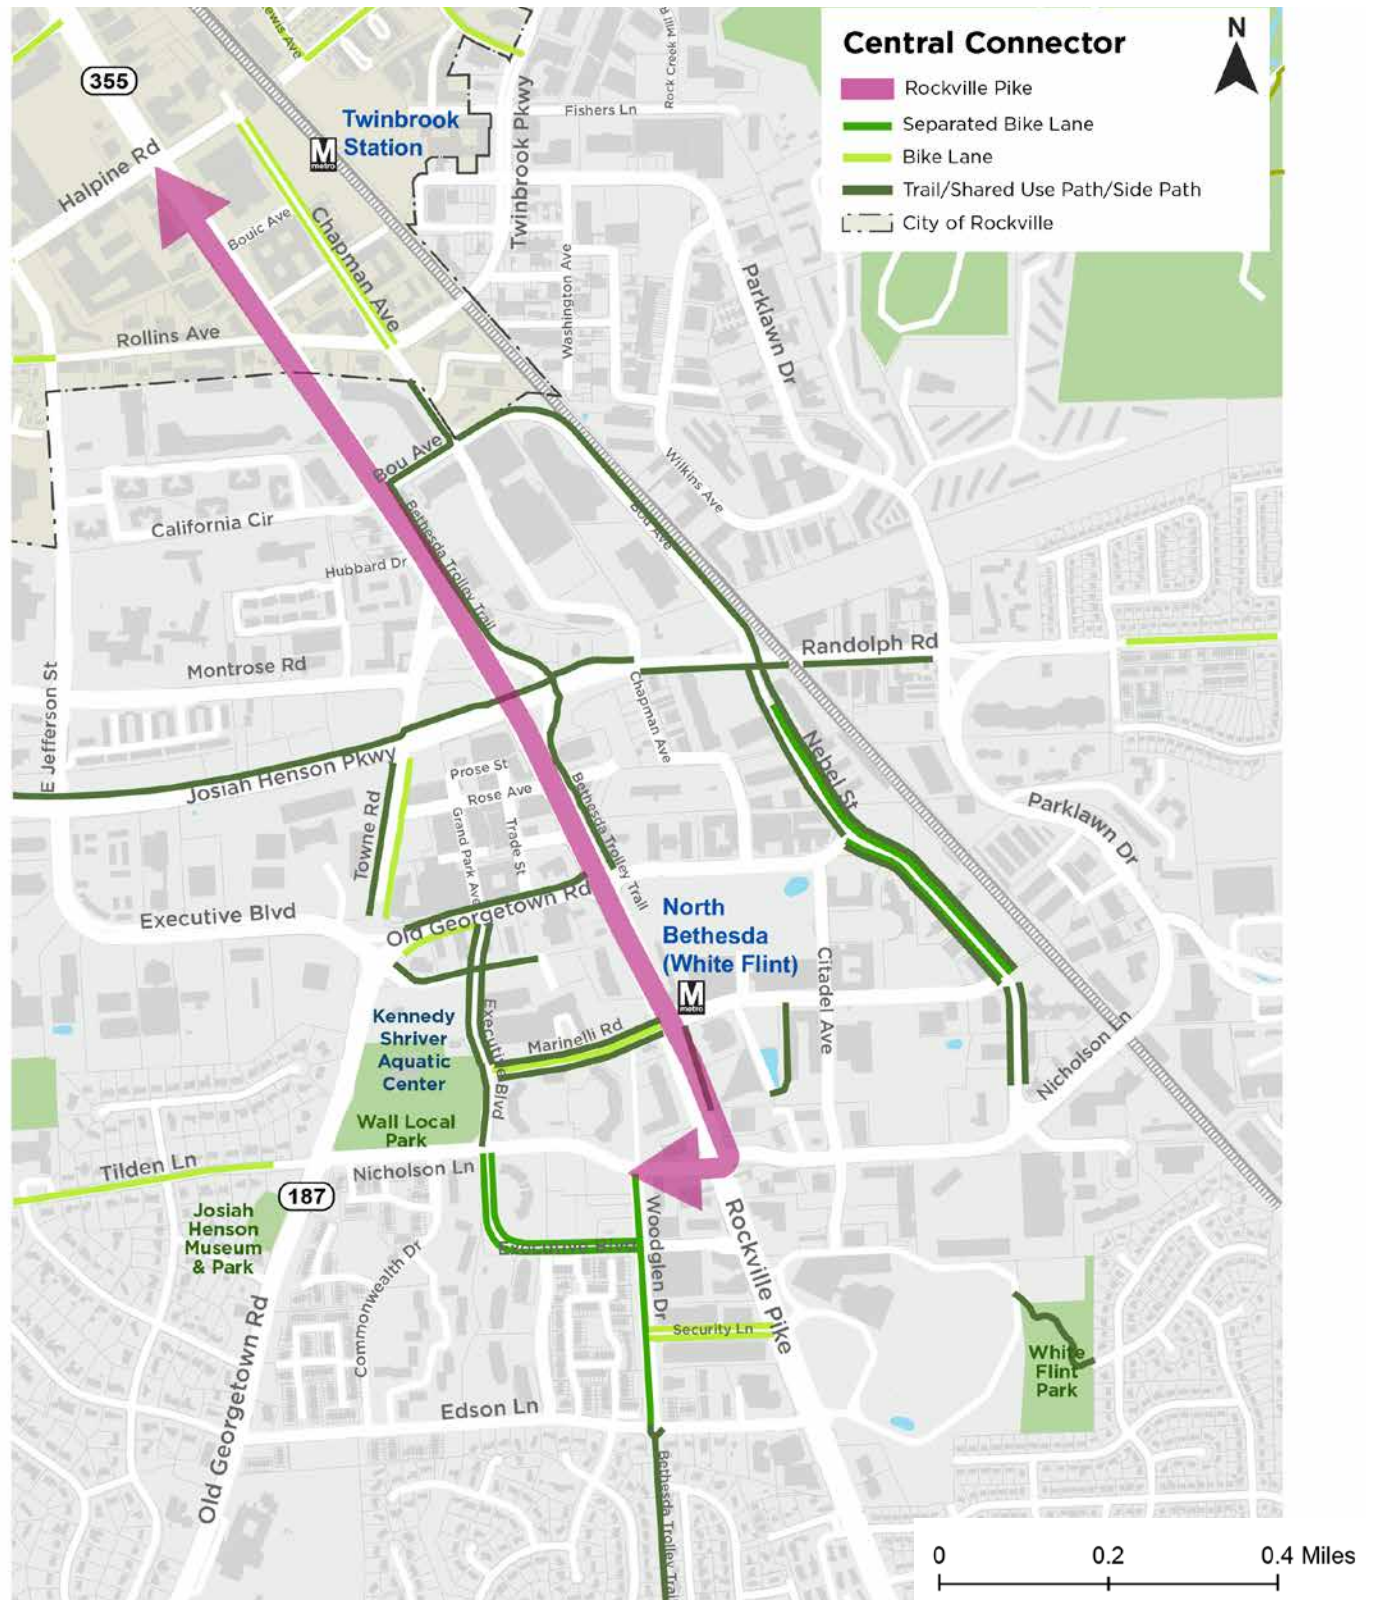 Central Connector
N
Rockville Pike
Separated Bike Lane
Bike Lane
Trail/Shared Use Path/Side Path
City of Rockville
ewis Ave
355
Twinbrook
Station
M
metro
Halpine Rd
Bouic Ave
Chapman Ave
Rollins Ave
Twinbrook Pkwy
Fishers Ln
Rock Creek Mill R
Washington Ave
Parklawn Dr
Wilkins Ave
Bou Ave
Bethesda Trolley Trail
Bou Ave
California Cir
Hubbard Dr
Montrose Rd
E Jefferson St
Randolph Rd
Josiah Henson Pkwy
Chapman Ave
Nebel St
Prose St
Rose Ave
Towne Rd
Grand Park Ave
Trade St
Bethesda Trolley Trail
Parklawn Dr
Executive Blvd
Old Georgetown Rd
North
Bethesda
(White Flint)
M
metro
Citadel Ave
Kennedy
Shriver
Aquatic
Center
Executive Blvd
Marinelli Rd
Nicholson Ln
Wall Local
Park
Tilden Ln
Nicholson Ln
187
Josiah
Henson
Museum
& Park
Executive Blvd
Woodglen Dr
Rockville Pike
Commonwealth Dr
Security Ln
White
Flint
Park
Old Georgetown Rd
Edson Ln
Bethesda Trolley Trail
0 0.2 0.4 Miles